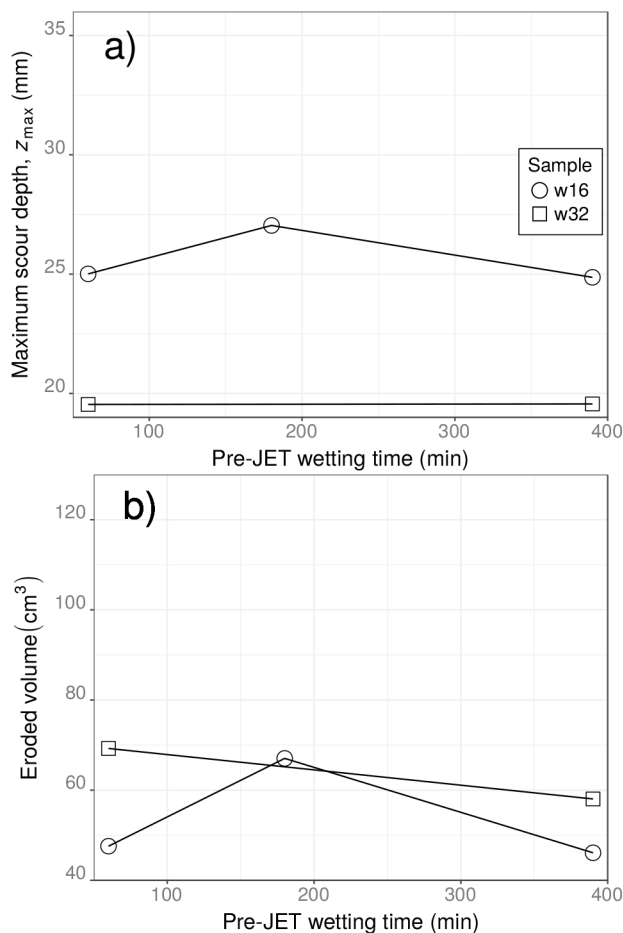 a)
Maximum scour depth, zmax (mm)
35
30
25
20
Sample
w16
w32
100
200
300
400
Pre-JET wetting time (min)
b)
Eroded volume(cm³)
120
100
80
60
40
100
200
300
400
Pre-JET wetting time (min)